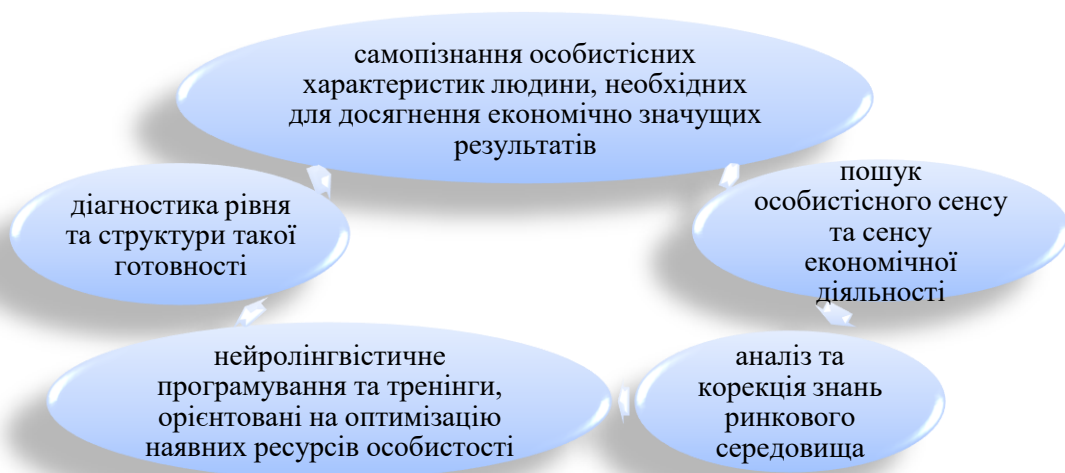 самопізнання особистісних
характеристик людини, необхідних
для досягнення економічно значущих
результатів
пошук
особистісного сенсу
та сенсу
економічної
діяльності
аналіз та
корекція знань
ринкового
середовища
нейролінгвістичне
програмування та тренінги,
орієнтовані на оптимізацію
наявних ресурсів особистості
діагностика рівня
та структури такої
готовності